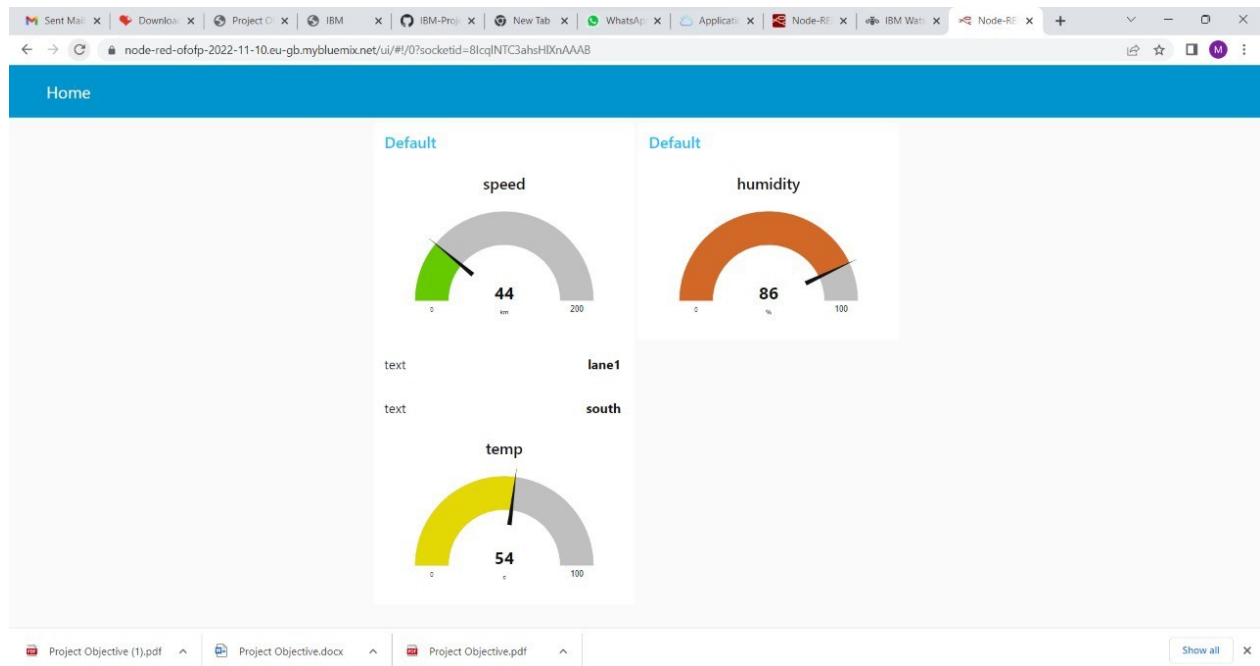 Sent Mai
Downloa
Project O
IBM
IBM-Proj
New Tab
WhatsAp
Applicati
Node-RE
IBM Wats
Node-RE
node-red-ofofp-2022-11-10.eu-gb.mybluemix.net/ui/#!/0?socketid=8IcqlNTC3ahsHlXnAAAB
M
Home
Default
speed
44
km
0
200
text lane1
text south
temp
54
c
0
100
Default
humidity
86
%
0
100
Project Objective (1).pdf
Project Objective.docx
Project Objective.pdf
Show all